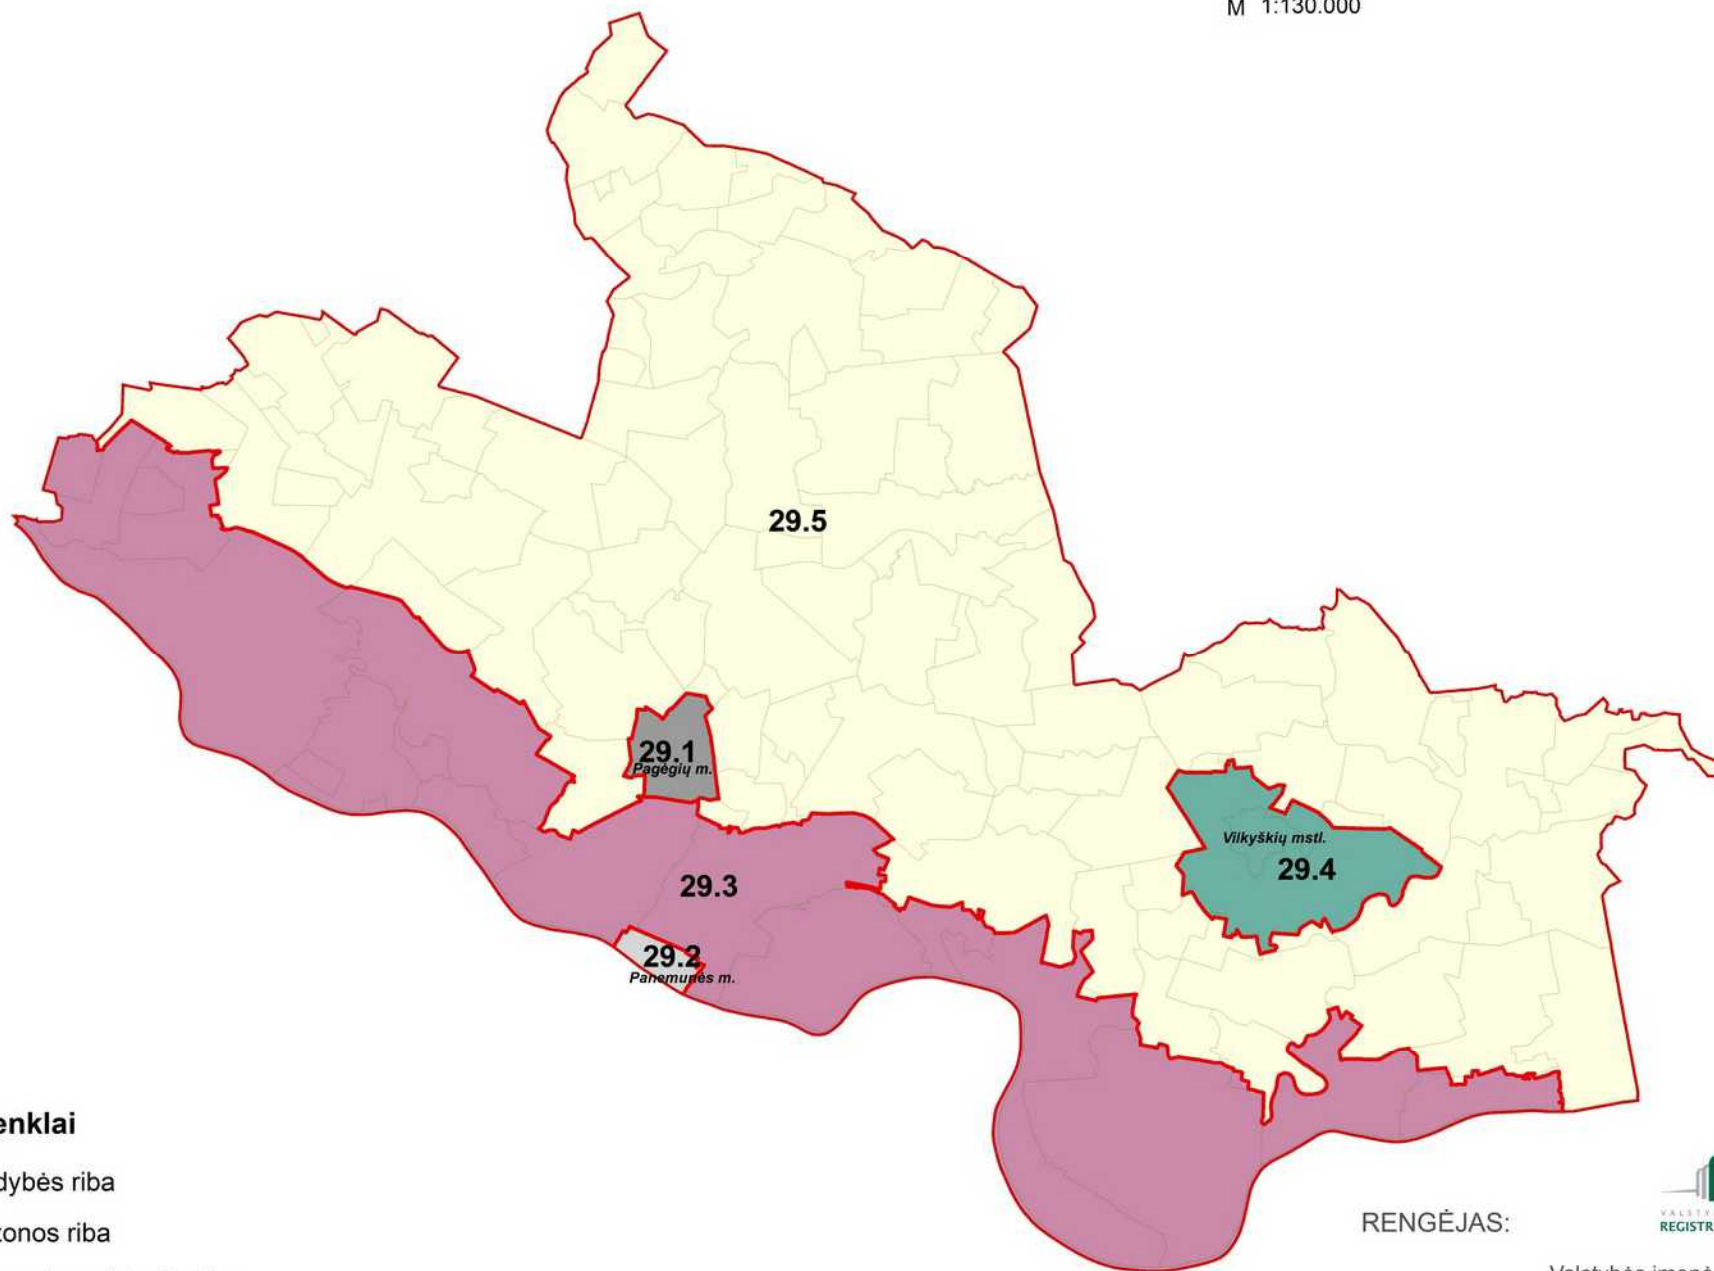 M 1:130.000
29.5
29.1
Pagėgių m.
Vilkyškių mstl.
29.4
29.3
29.2
Panemunės m.
enklai
dybės riba
zonos riba
RENGĖJAS:
VALSTY
REGISTR